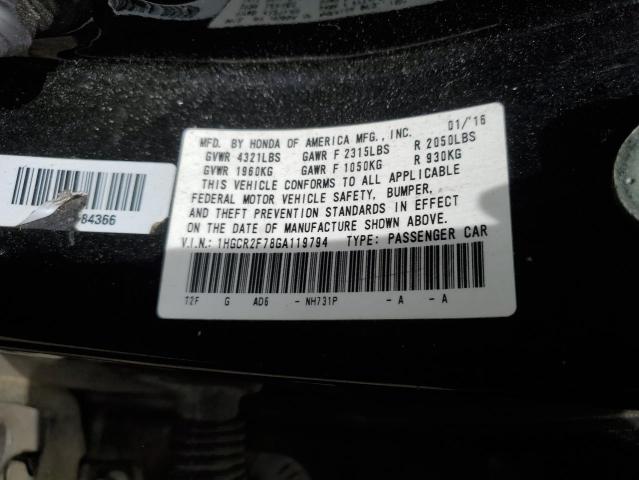 MFD. BY HONDA OF AMERICA MFG., INC. 01/'16
GVWR 4321LBS GAWR F 2315LBS R 2050LBS
GVWR 1960KG GAWR F 1050KG R 930KG
THIS VEHICLE CONFORMS TO ALL APPLICABLE
FEDERAL MOTOR VEHICLE SAFETY, BUMPER,
AND THEFT PREVENTION STANDARDS IN EFFECT
ON THE DATE OF MANUFACTURE SHOWN ABOVE.
V.I.N.: 1HGCR2F78GA119794 TYPE: PASSENGER CAR
T2F G AD6 - NH731P - A - A
84366